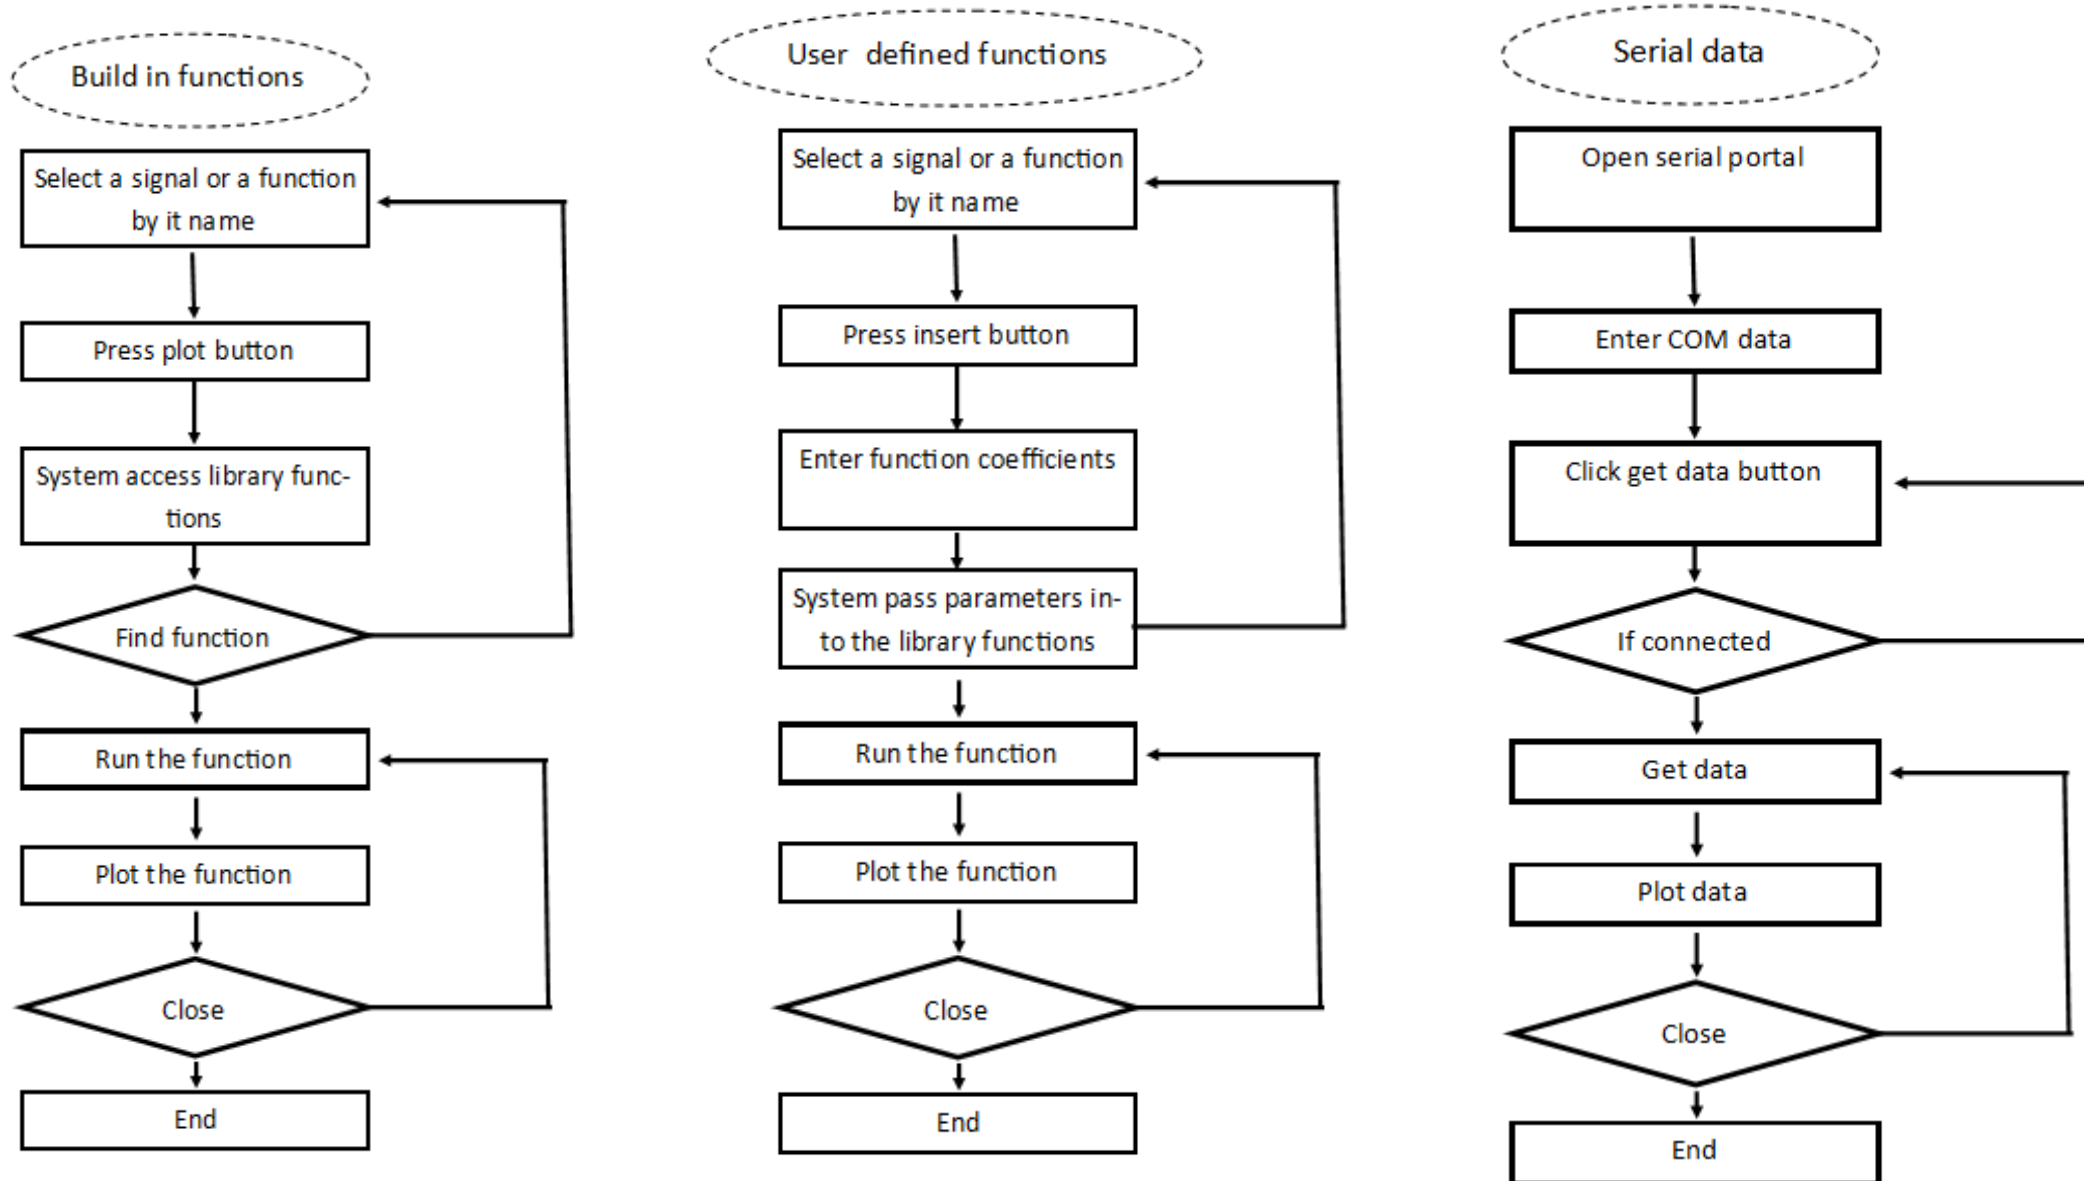 Build in functions
Select a signal or a function
by it name
Press plot button
System access library func-
tions
Find function
Run the function
Plot the function
Close
End
User defined functions
Select a signal or a function
by it name
Press insert button
Enter function coefficients
System pass parameters in-
to the library functions
Run the function
Plot the function
Close
End
Serial data
Open serial portal
Enter COM data
Click get data button
If connected
Get data
Plot data
Close
End